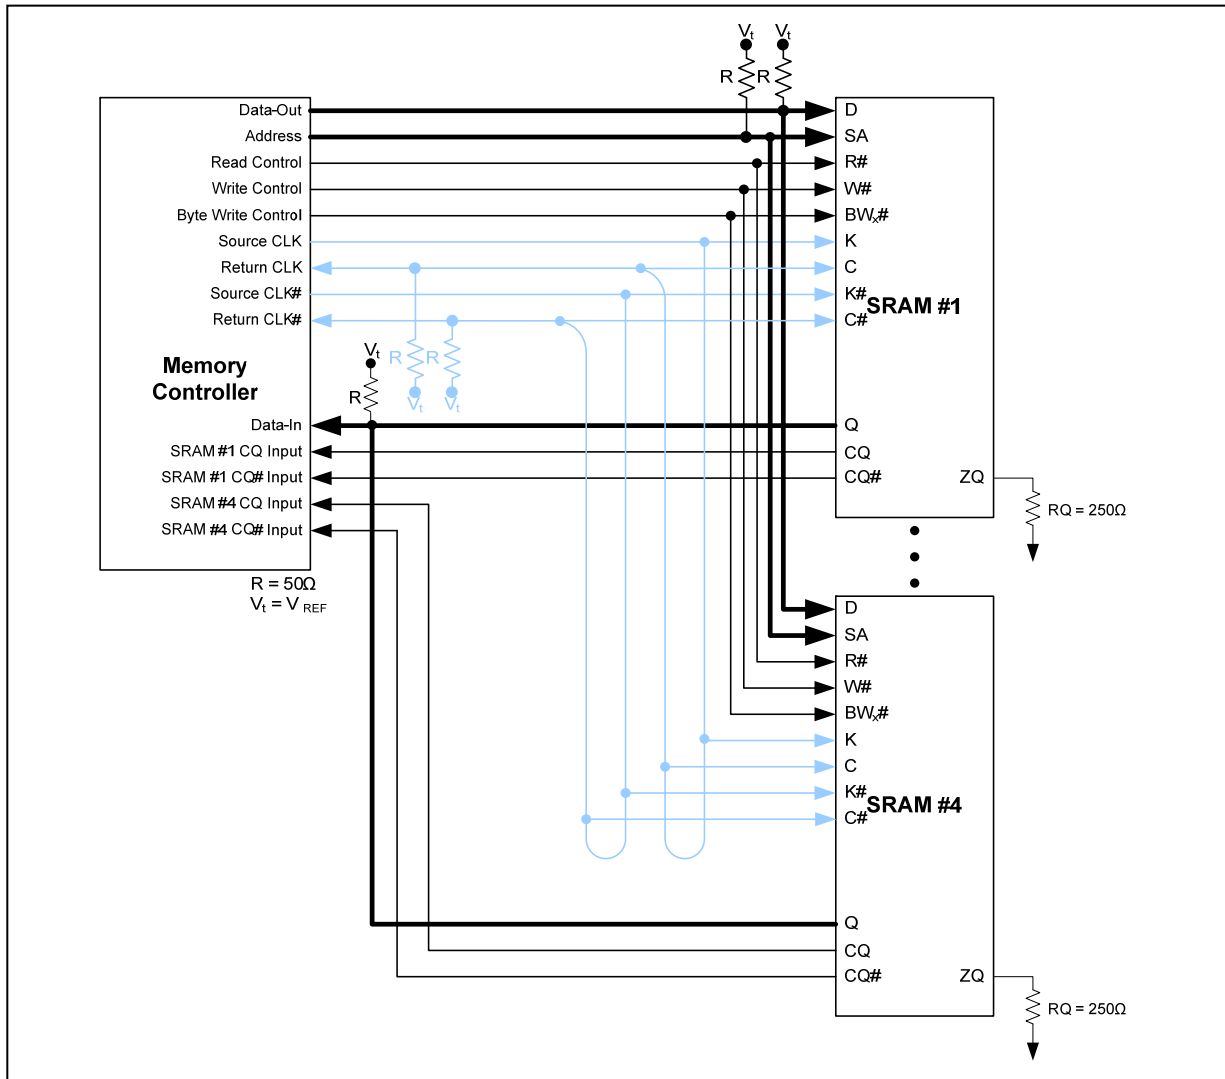 Vt Vt
R R
Data-Out
Address
Read Control
Write Control
Byte Write Control
Source CLK
Return CLK
Source CLK#
Return CLK#
Memory
Controller
Data-In
SRAM #1 CQ Input
SRAM #1 CQ# Input
SRAM #4 CQ Input
SRAM #4 CQ# Input
R = 50Ω
Vt = V REF
Vt
R
R R
Vt Vt
D
SA
R#
W#
BWx#
K
C
K#
SRAM #1
C#
Q
CQ
CQ#
ZQ
RQ = 250Ω
D
SA
R#
W#
BWx#
K
C
K#
SRAM #4
C#
Q
CQ
CQ#
ZQ
RQ = 250Ω